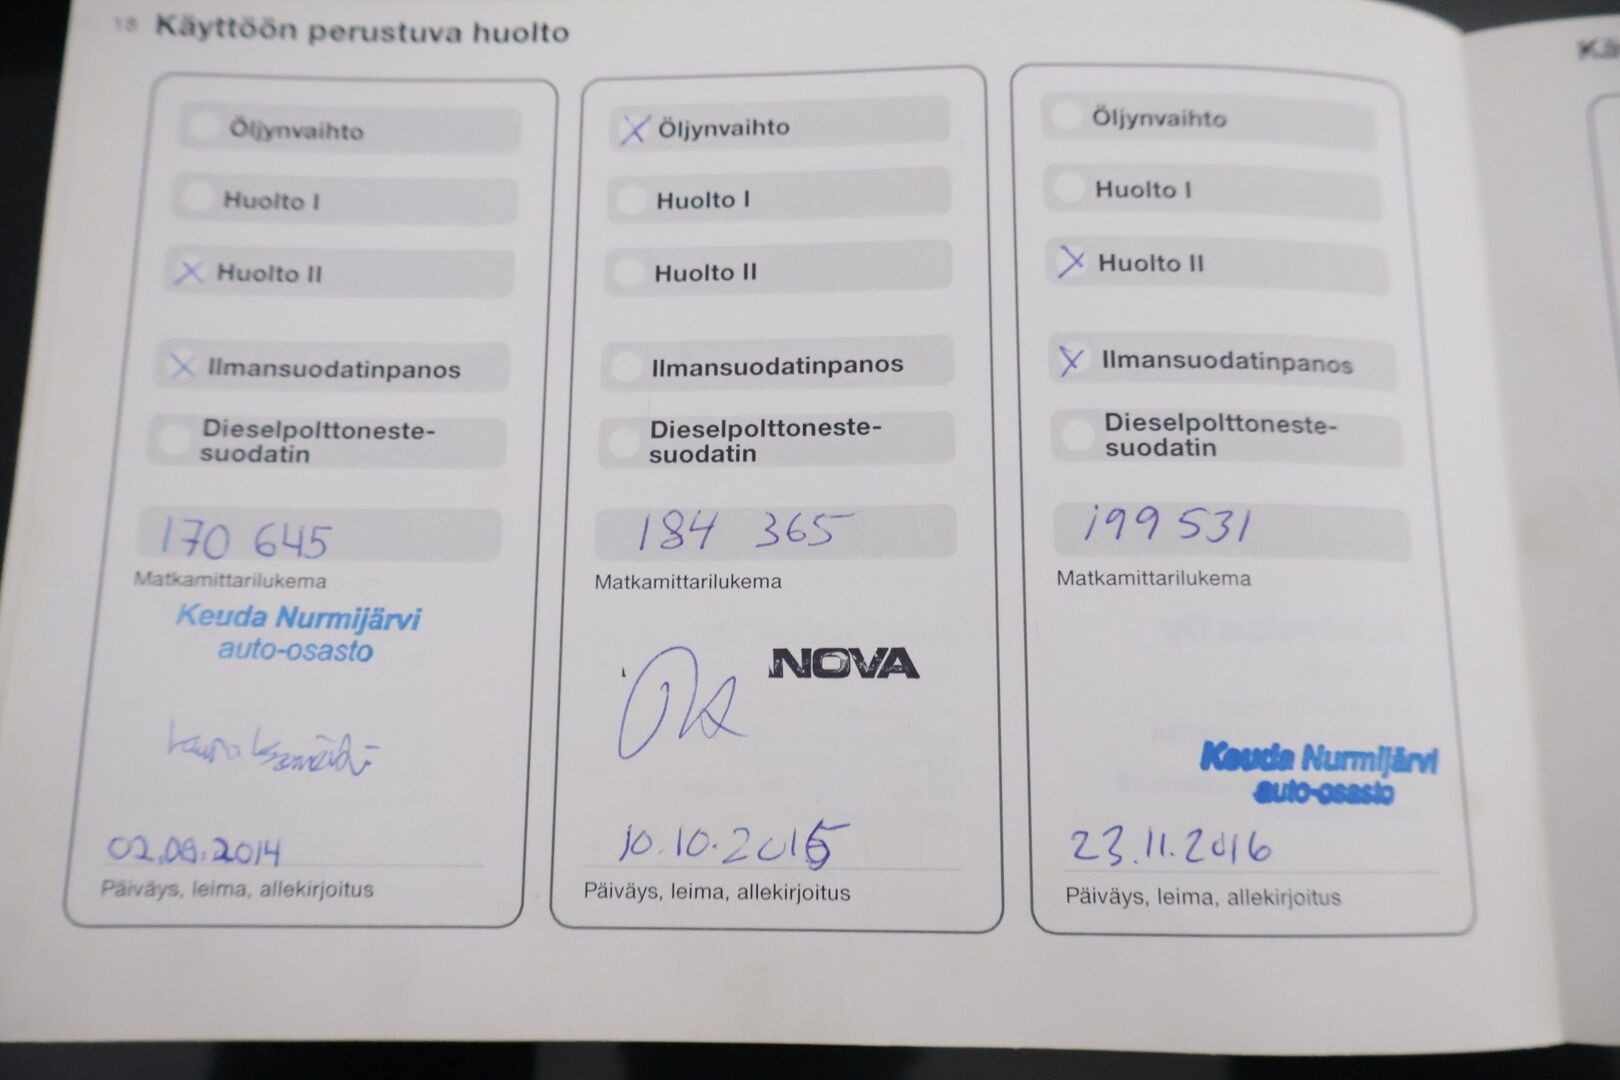 18 Käyttöön perustuva huolto
Öljynvaihto
Huolto I
X Huolto II
X Ilmansuodatinpanos
Dieselpolttoneste-
suodatin
170 645
Matkamittarilukema
Keuda Nurmijärvi
auto-osasto
02.08.2014
Päiväys, leima, allekirjoitus
X Öljynvaihto
Huolto I
Huolto II
Ilmansuodatinpanos
Dieselpolttoneste-
suodatin
184 365
Matkamittarilukema
NOVA
10.10.2015
Päiväys, leima, allekirjoitus
Öljynvaihto
Huolto I
X Huolto II
X Ilmansuodatinpanos
Dieselpolttoneste-
suodatin
199 531
Matkamittarilukema
Keuda Nurmijärvi
auto-osasto
23.11.2016
Päiväys, leima, allekirjoitus